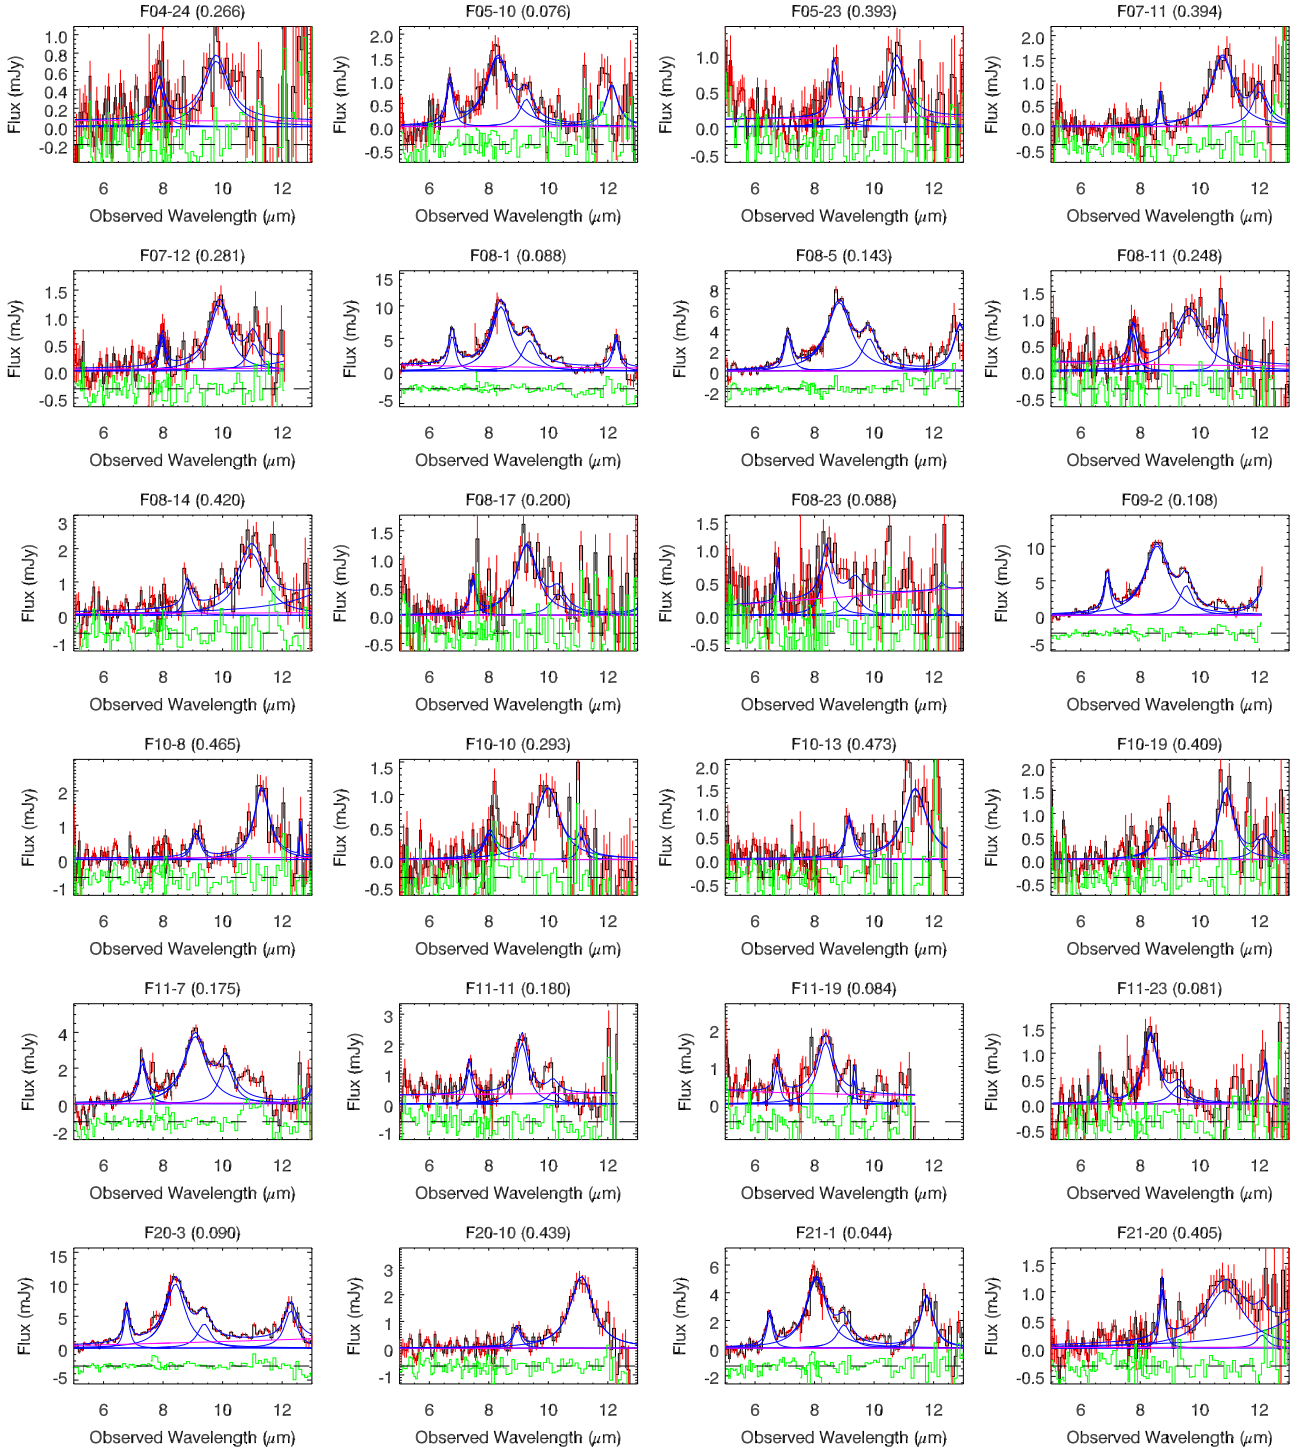 F04-24 (0.266) F05-10 (0.076) F05-23 (0.393) F07-11 (0.394)
Flux (mJy) 1.0 0.8 0.6 0.4 0.2 0.0 -0.2 Flux (mJy) 2.0 1.5 1.0 0.5 0.0 -0.5 Flux (mJy) 1.0 0.5 0.0 -0.5 Flux (mJy) 2.0 1.5 1.0 0.5 0.0 -0.5
6 8 10 12 6 8 10 12 6 8 10 12 6 8 10 12
Observed Wavelength (μm) Observed Wavelength (μm) Observed Wavelength (μm) Observed Wavelength (μm)
F07-12 (0.281) F08-1 (0.088) F08-5 (0.143) F08-11 (0.248)
Flux (mJy) 1.5 1.0 0.5 0.0 -0.5 Flux (mJy) 15 10 5 0 -5 Flux (mJy) 8 6 4 2 0 -2 Flux (mJy) 1.5 1.0 0.5 0.0 -0.5
6 8 10 12 6 8 10 12 6 8 10 12 6 8 10 12
Observed Wavelength (μm) Observed Wavelength (μm) Observed Wavelength (μm) Observed Wavelength (μm)
F08-14 (0.420) F08-17 (0.200) F08-23 (0.088) F09-2 (0.108)
Flux (mJy) 3 2 1 0 -1 Flux (mJy) 1.5 1.0 0.5 0.0 -0.5 Flux (mJy) 1.5 1.0 0.5 0.0 -0.5 Flux (mJy) 10 5 0 -5
6 8 10 12 6 8 10 12 6 8 10 12 6 8 10 12
Observed Wavelength (μm) Observed Wavelength (μm) Observed Wavelength (μm) Observed Wavelength (μm)
F10-8 (0.465) F10-10 (0.293) F10-13 (0.473) F10-19 (0.409)
Flux (mJy) 2 1 0 -1 Flux (mJy) 1.5 1.0 0.5 0.0 -0.5 Flux (mJy) 2.0 1.5 1.0 0.5 0.0 -0.5 Flux (mJy) 2.0 1.5 1.0 0.5 0.0 -0.5
6 8 10 12 6 8 10 12 6 8 10 12 6 8 10 12
Observed Wavelength (μm) Observed Wavelength (μm) Observed Wavelength (μm) Observed Wavelength (μm)
F11-7 (0.175) F11-11 (0.180) F11-19 (0.084) F11-23 (0.081)
Flux (mJy) 4 2 0 -2 Flux (mJy) 3 2 1 0 -1 Flux (mJy) 2 1 0 Flux (mJy) 1.5 1.0 0.5 0.0 -0.5
6 8 10 12 6 8 10 12 6 8 10 12 6 8 10 12
Observed Wavelength (μm) Observed Wavelength (μm) Observed Wavelength (μm) Observed Wavelength (μm)
F20-3 (0.090) F20-10 (0.439) F21-1 (0.044) F21-20 (0.405)
Flux (mJy) 15 10 5 0 -5 Flux (mJy) 3 2 1 0 -1 Flux (mJy) 6 4 2 0 -2 Flux (mJy) 1.5 1.0 0.5 0.0 -0.5
6 8 10 12 6 8 10 12 6 8 10 12 6 8 10 12
Observed Wavelength (μm) Observed Wavelength (μm) Observed Wavelength (μm) Observed Wavelength (μm)